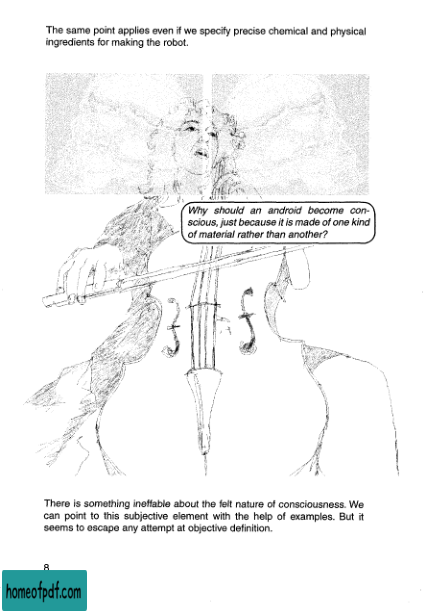 The same point applies even if we specify precise chemical and physical
ingredients for making the robot.
Why should an android become con-
scious, just because it is made of one kind
of material rather than another?
There is something ineffable about the felt nature of consciousness. We
can point to this subjective element with the help of examples. But it
seems to escape any attempt at objective definition.
8
homeofpdf.com